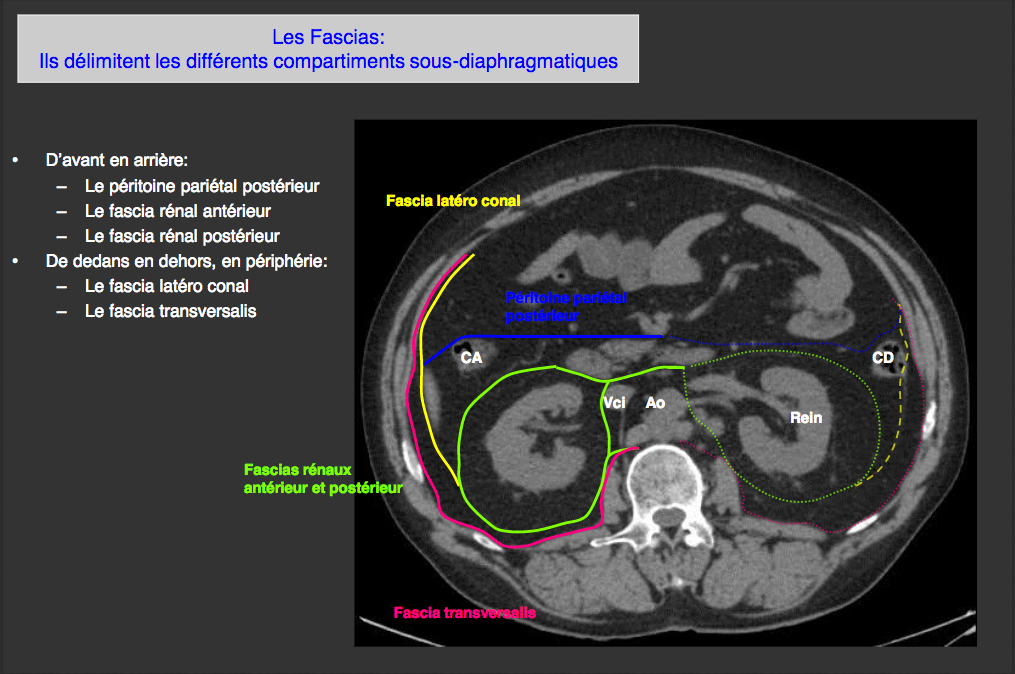 Les Fascias:
Ils délimitent les différents compartiments sous-diaphragmatiques
• D'avant en arrière:
– Le péritoine pariétal postérieur
– Le fascia rénal antérieur
– Le fascia rénal postérieur
• De dedans en dehors, en périphérie:
– Le fascia latéro conal
– Le fascia transversalis
Fascia latéro conal
Péritoine pariétal
postérieur
CA
CD
Vci
Ao
Rein
Fascias rénaux
antérieur et postérieur
Fascia transversalis